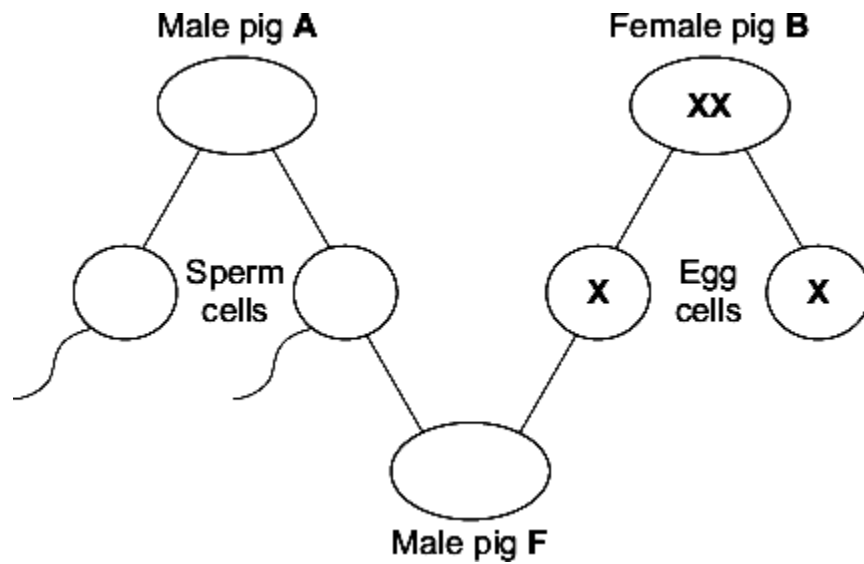 Male pig A
Female pig B
XX
Sperm
cells
X
Egg
cells
X
Male pig F